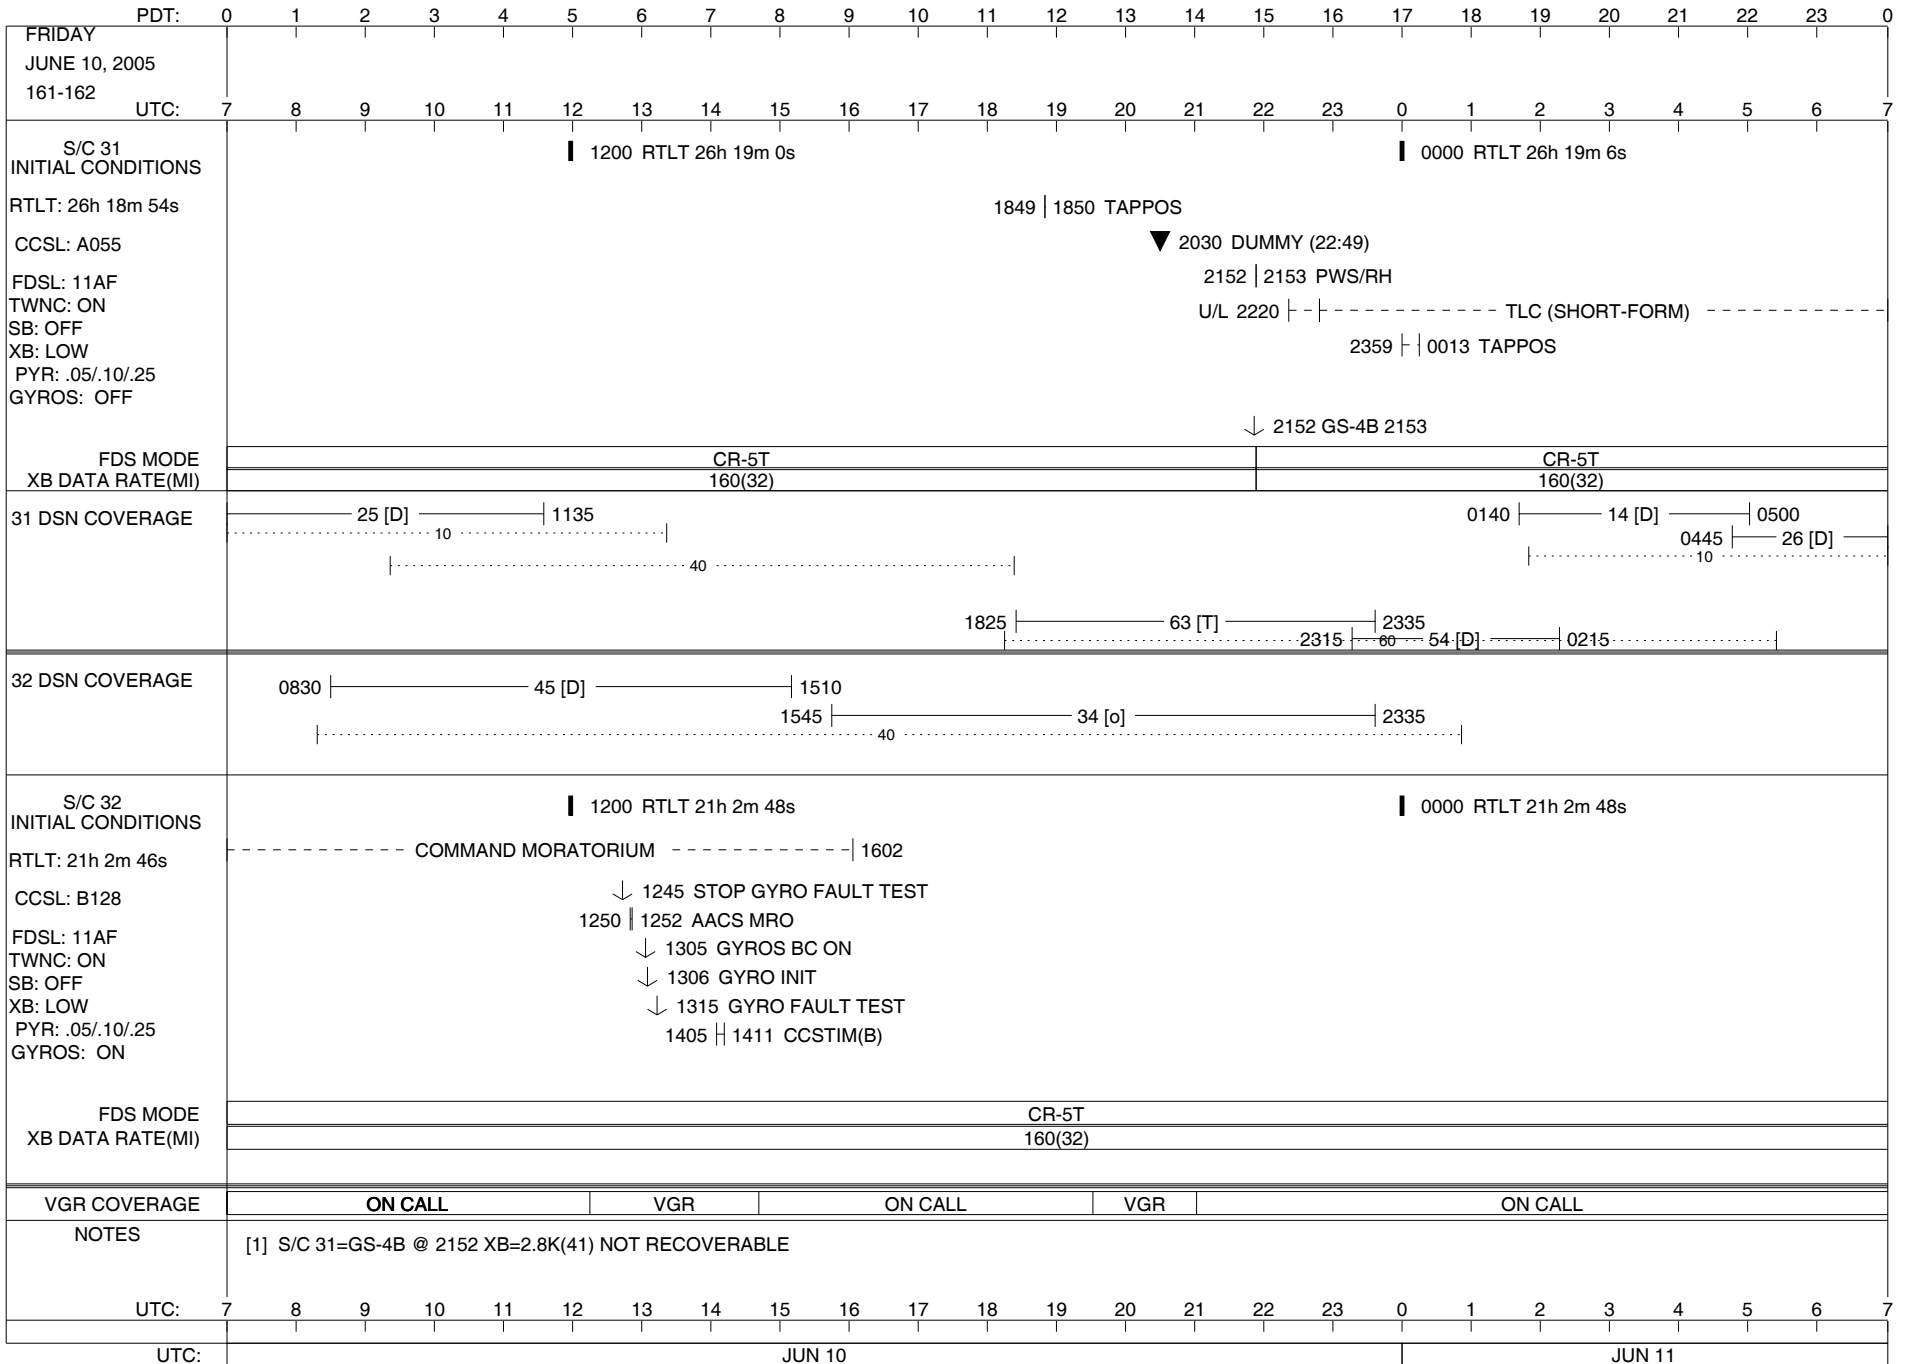 PDT: 0 1 2 3 4 5 6 7 8 9 10 11 12 13 14 15 16 17 18 19 20 21 22 23 0
FRIDAY
JUNE 10, 2005
161-162
UTC: 7 8 9 10 11 12 13 14 15 16 17 18 19 20 21 22 23 0 1 2 3 4 5 6 7
S/C 31
INITIAL CONDITIONS
1200 RTLT 26h 19m 0s
0000 RTLT 26h 19m 6s
RTLT: 26h 18m 54s
1849 1850 TAPPOS
CCSL: A055
2030 DUMMY (22:49)
FDSL: 11AF
2152 2153 PWS/RH
TWNC: ON
U/L 2220 TLC (SHORT-FORM)
SB: OFF
XB: LOW
2359 0013 TAPPOS
PYR: .05/.10/.25
GYROS: OFF
2152 GS-4B 2153
FDS MODE CR-5T CR-5T
XB DATA RATE(MI) 160(32) 160(32)
31 DSN COVERAGE
25 [D] 1135
0140 14 [D] 0500
10
0445 26 [D]
10
40
1825 63 [T] 2335
2315 60 54 [D] 0215
32 DSN COVERAGE
0830 45 [D] 1510
1545 34 [o] 2335
40
S/C 32
INITIAL CONDITIONS
1200 RTLT 21h 2m 48s
0000 RTLT 21h 2m 48s
COMMAND MORATORIUM 1602
RTLT: 21h 2m 46s
1245 STOP GYRO FAULT TEST
CCSL: B128
1250 1252 AACS MRO
FDSL: 11AF
1305 GYROS BC ON
TWNC: ON
1306 GYRO INIT
SB: OFF
XB: LOW
1315 GYRO FAULT TEST
PYR: .05/.10/.25
1405 1411 CCSTIM(B)
GYROS: ON
FDS MODE CR-5T
XB DATA RATE(MI) 160(32)
VGR COVERAGE ON CALL VGR ON CALL VGR ON CALL
NOTES
[1] S/C 31=GS-4B @ 2152 XB=2.8K(41) NOT RECOVERABLE
UTC: 7 8 9 10 11 12 13 14 15 16 17 18 19 20 21 22 23 0 1 2 3 4 5 6 7
UTC: JUN 10 JUN 11